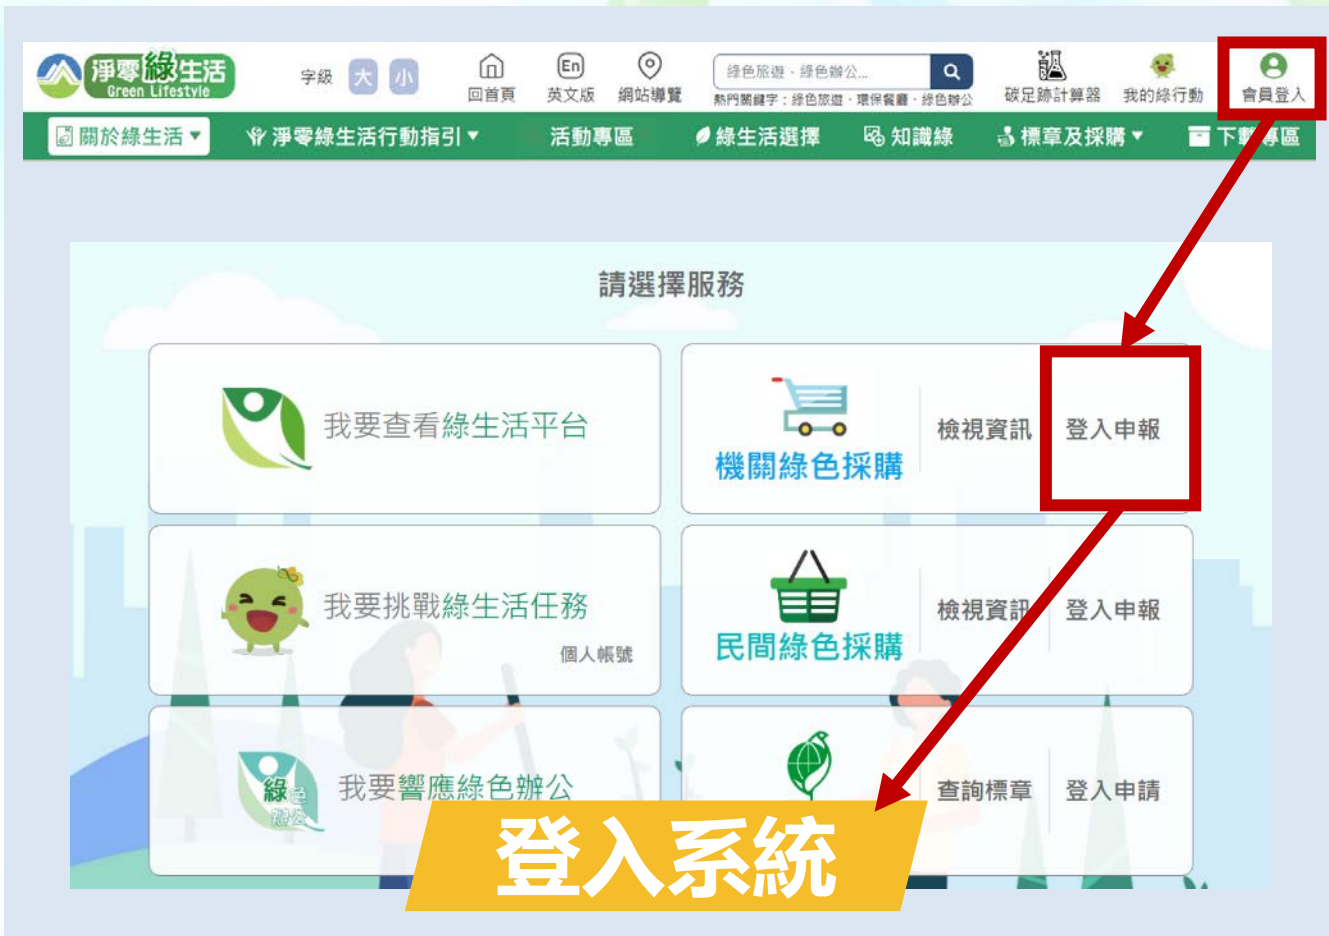 淨零綠生活
Green Lifestyle
字級 大 小
回首頁
En
英文版
網站導覽
綠色旅遊、綠色辦公...
熱門關鍵字：綠色旅遊、環保餐廳、綠色辦公
碳足跡計算器
我的綠行動
會員登入
關於綠生活▼
淨零綠生活行動指引▼
活動專區
綠生活選擇
知識綠
標章及採購▼
下載專區
請選擇服務
我要查看綠生活平台
機關綠色採購
檢視資訊
登入申報
我要挑戰綠生活任務
個人帳號
民間綠色採購
檢視資訊
登入申報
綠色
辦公
我要響應綠色辦公
查詢標章
登入申請
登入系統